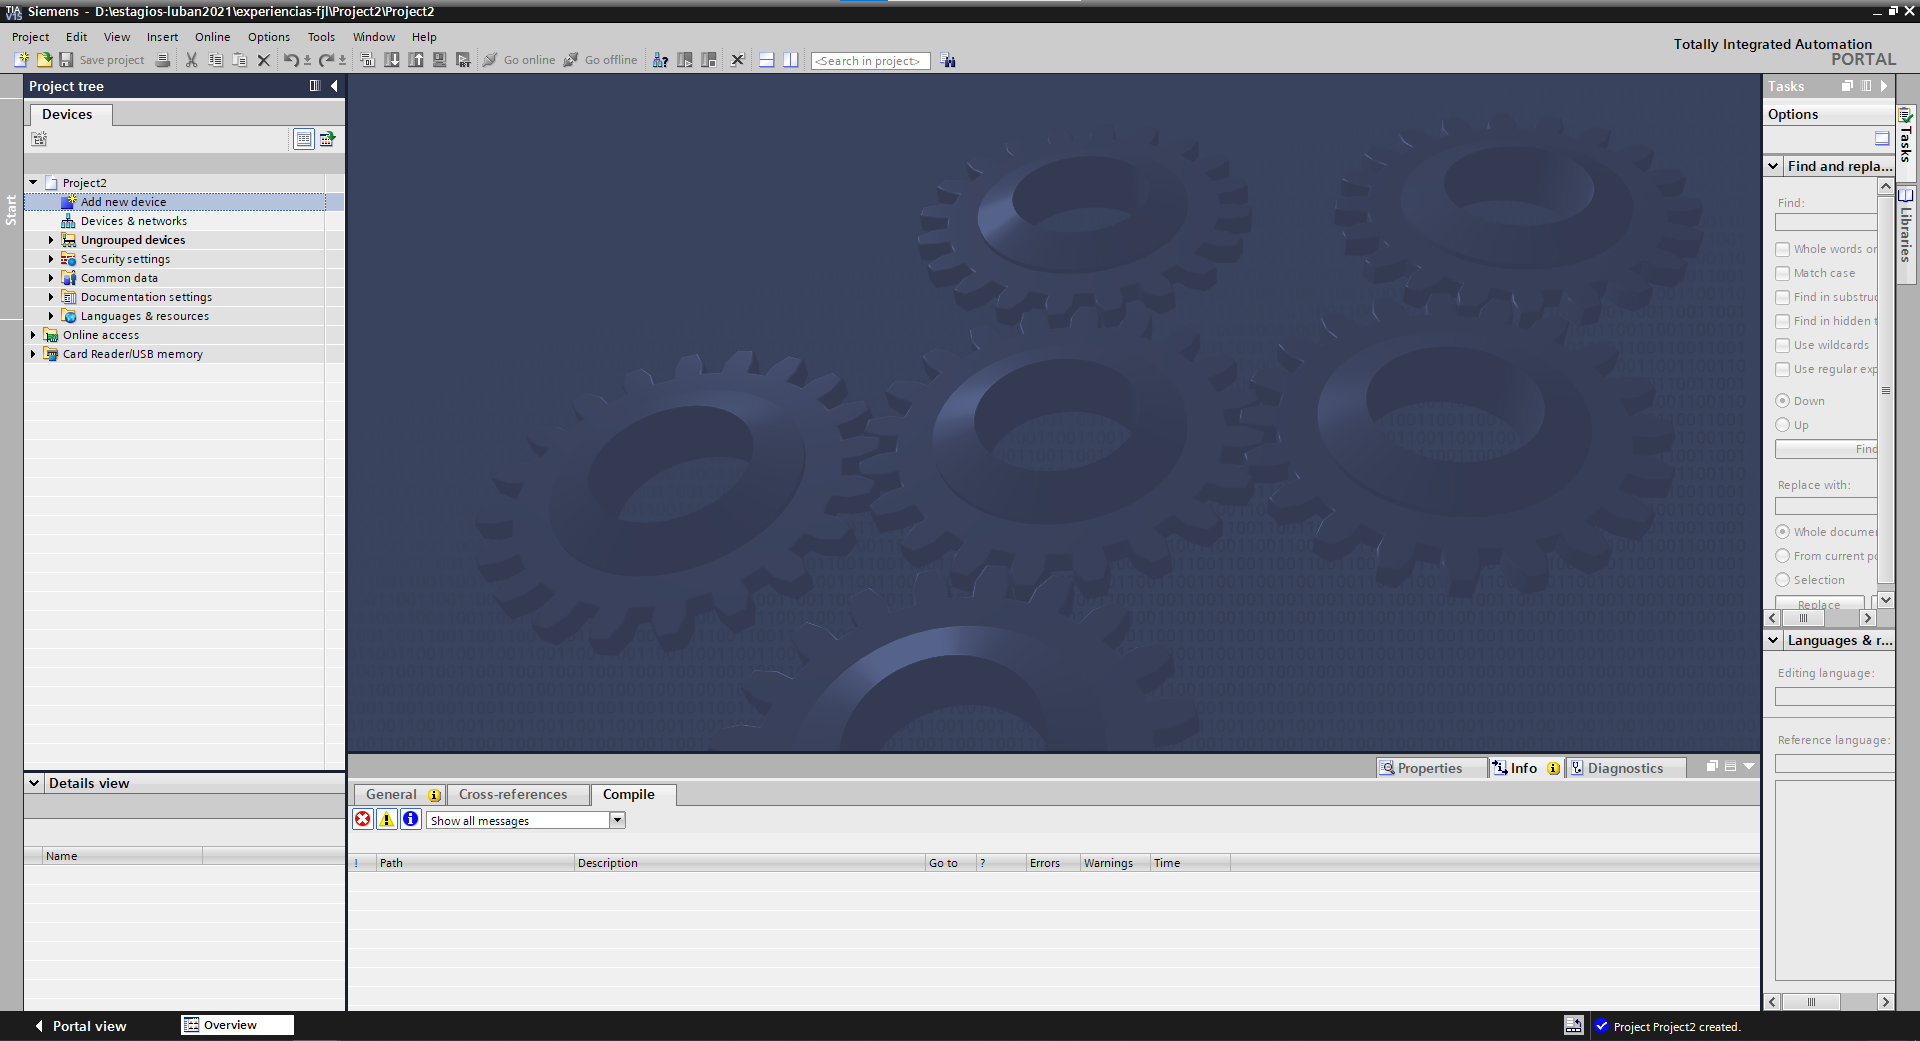 Siemens - D:\estagios-luban2021\experiencias-fjl\Project2\Project2
Project Edit View Insert Online Options Tools Window Help
Totally Integrated Automation
PORTAL
Save project
Go online
Go offline
<Search in project>
Project tree
Devices
Start
Project2
Add new device
Devices & networks
Ungrouped devices
Security settings
Common data
Documentation settings
Languages & resources
Online access
Card Reader/USB memory
Details view
Name
Properties
Info
Diagnostics
General
Cross-references
Compile
Show all messages
! Path Description Go to ? Errors Warnings Time
Tasks
Options
Find and repla...
Find:
Whole words or
Match case
Find in substruc
Find in hidden t
Use wildcards
Use regular exp
Down
Up
Find
Replace with:
Whole documer
From current po
Selection
Replace
Languages & r...
Editing language:
Reference language:
Tasks
Libraries
Portal view
Overview
Project Project2 created.